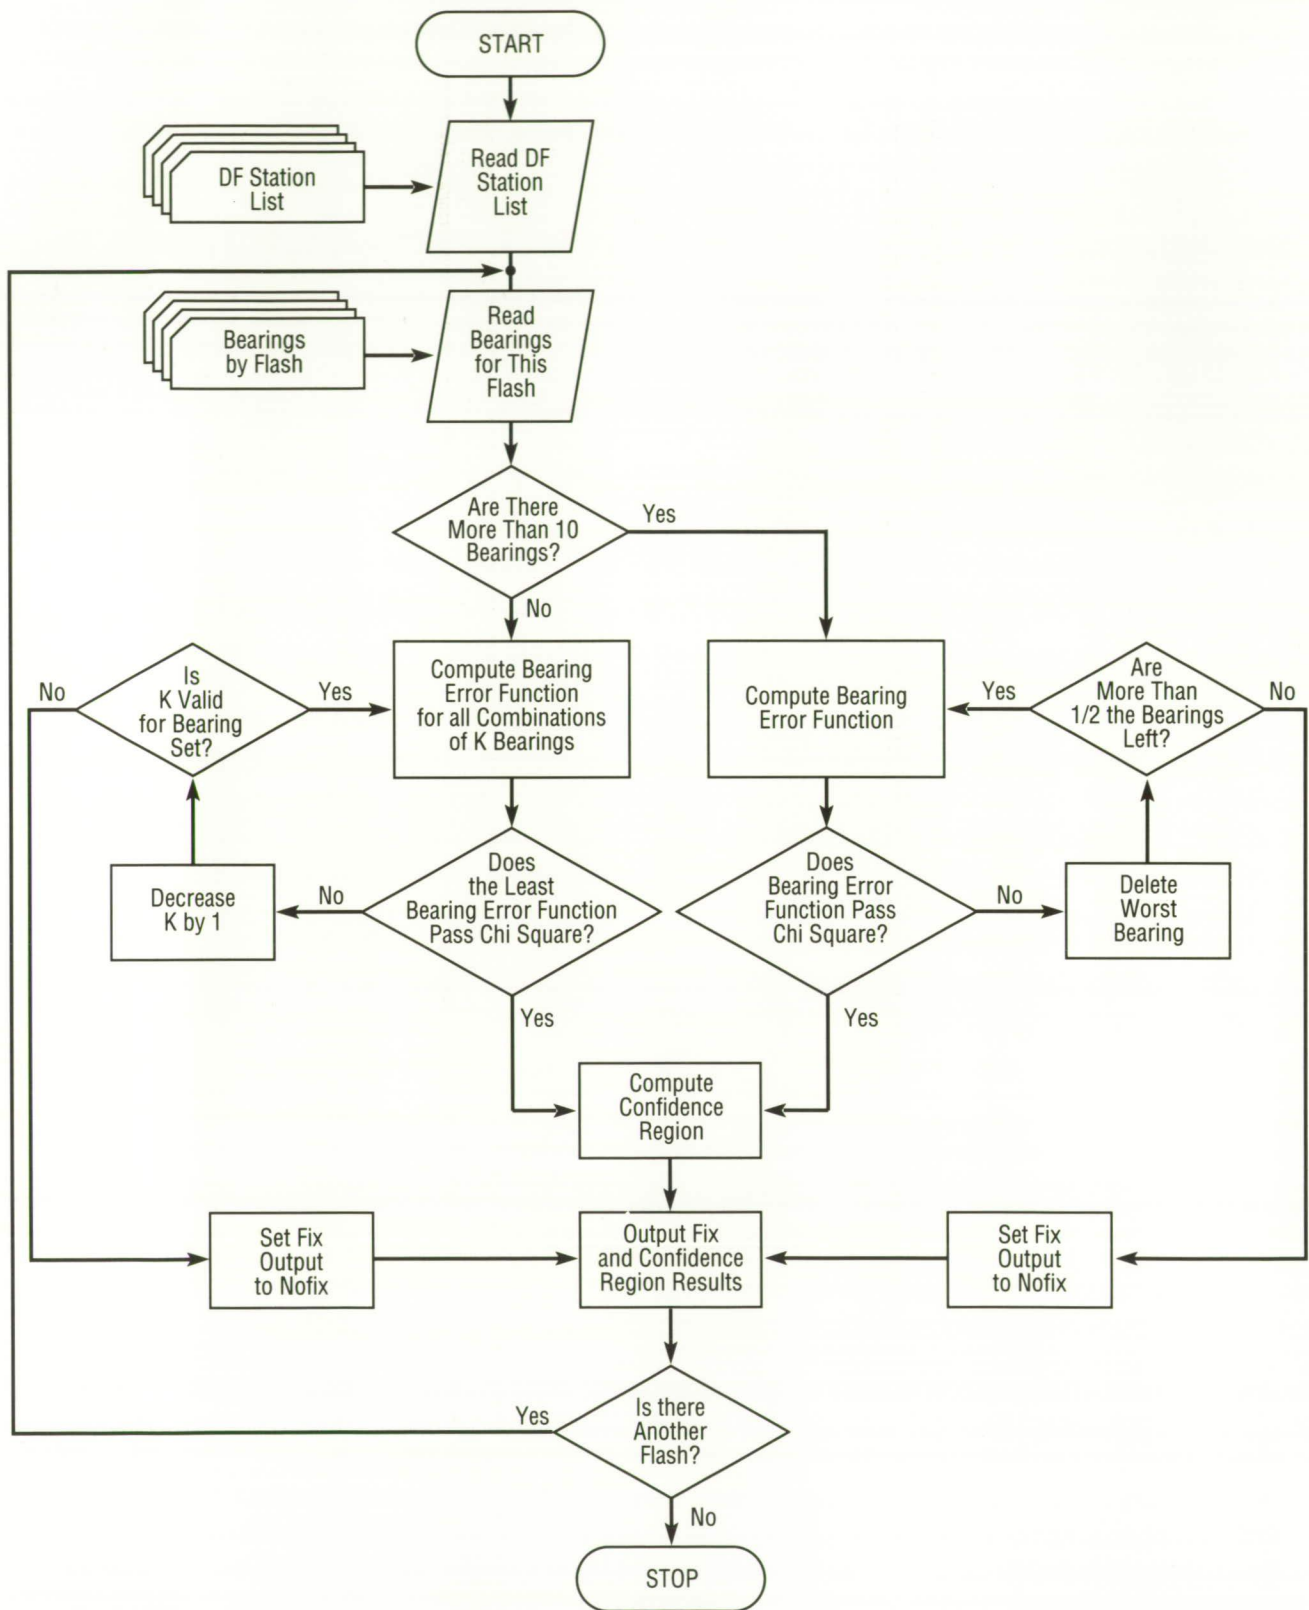 START
DF Station
List
Read DF
Station
List
Bearings
by Flash
Read
Bearings
for This
Flash
Are There
More Than 10
Bearings?
Yes
No
Is
K Valid
for Bearing
Set?
No
Yes
Compute Bearing
Error Function
for all Combinations
of K Bearings
Compute Bearing
Error Function
Yes
Are
More Than
1/2 the Bearings
Left?
No
Decrease
K by 1
No
Does
the Least
Bearing Error Function
Pass Chi Square?
Yes
Does
Bearing Error
Function Pass
Chi Square?
No
Yes
Delete
Worst
Bearing
Compute
Confidence
Region
Set Fix
Output
to Nofix
Output Fix
and Confidence
Region Results
Set Fix
Output
to Nofix
Yes
Is there
Another
Flash?
No
STOP